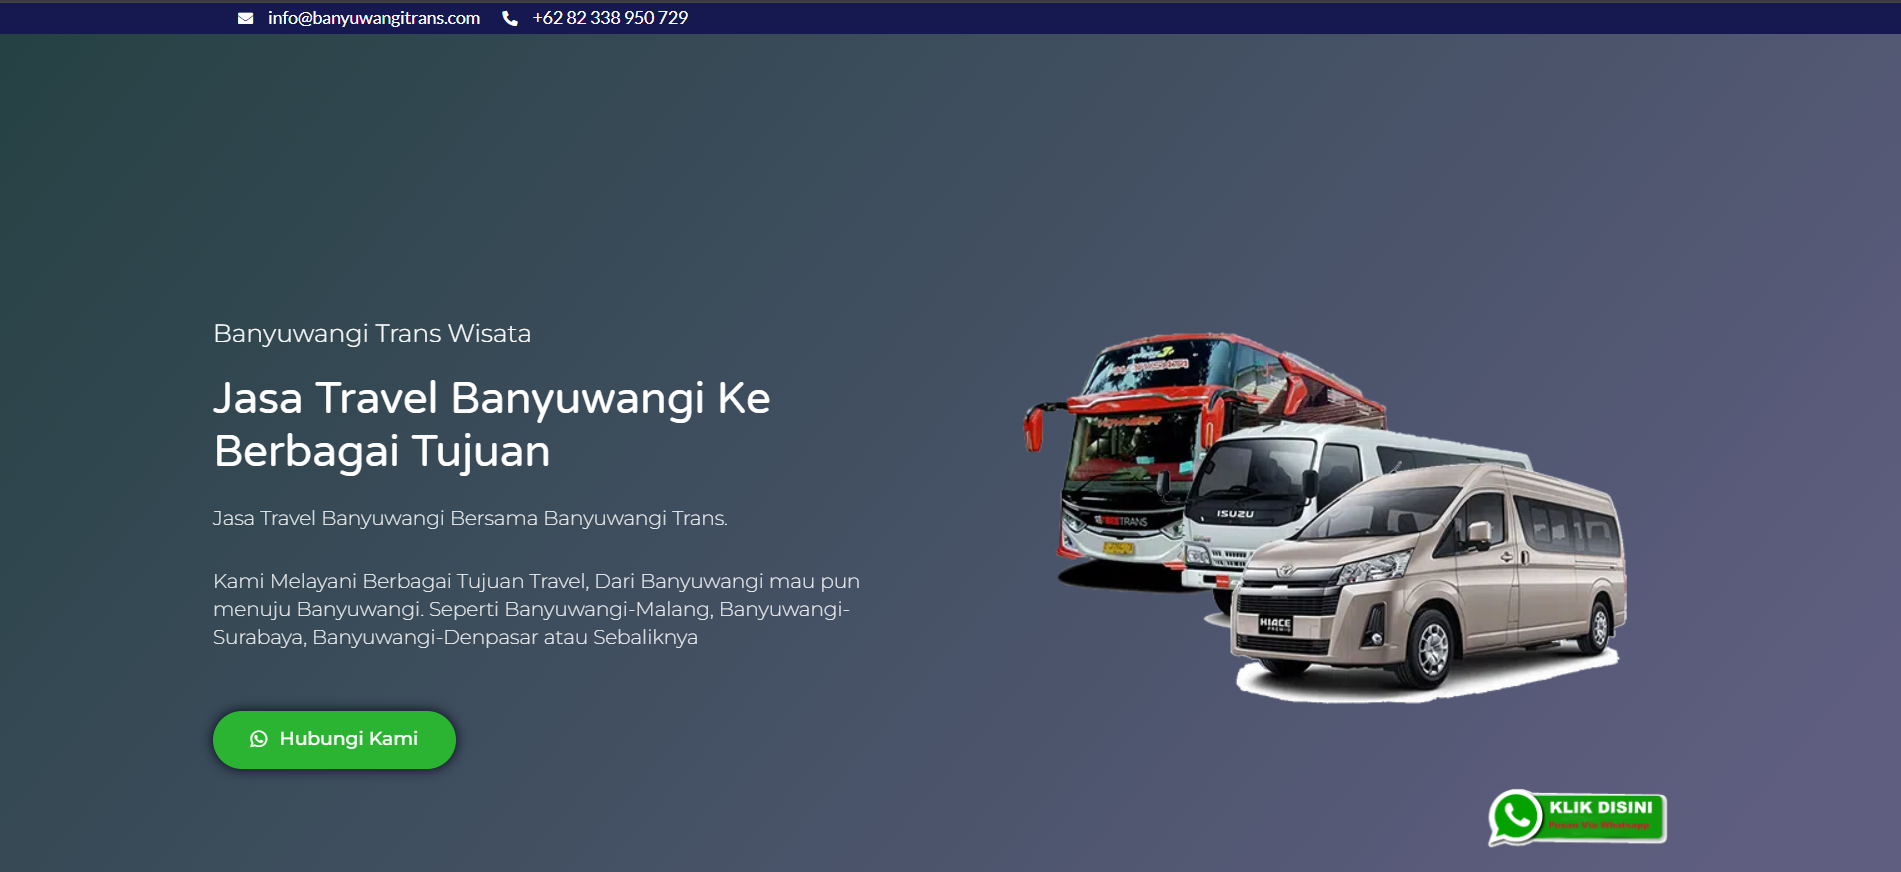 info@banyuwangitrans.com +62 82 338 950 729
Banyuwangi Trans Wisata
Jasa Travel Banyuwangi Ke
Berbagai Tujuan
Jasa Travel Banyuwangi Bersama Banyuwangi Trans.
Kami Melayani Berbagai Tujuan Travel, Dari Banyuwangi mau pun
menuju Banyuwangi. Seperti Banyuwangi-Malang, Banyuwangi-
Surabaya, Banyuwangi-Denpasar atau Sebaliknya
Hubungi Kami
TRANS
ISUZU
HIACE
PREMIO
KLIK DISINI
Pesan Via Whatsapp